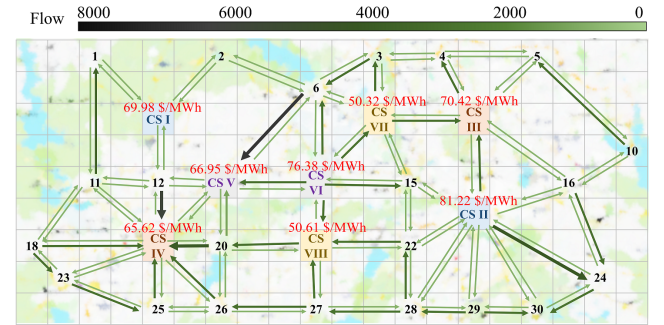 Flow 8000 6000 4000 2000 0
1 2 3 4 5
6
69.98 $/MWh 50.32 $/MWh 70.42 $/MWh
CS I CS CS
VII III
10
66.95 $/MWh 76.38 $/MWh
11 12 CS V CS 15 16
VI
81.22 $/MWh
CS II
65.62 $/MWh 50.61 $/MWh
18 CS 20 CS 22
IV VIII
23 24
25 26 27 28 29 30